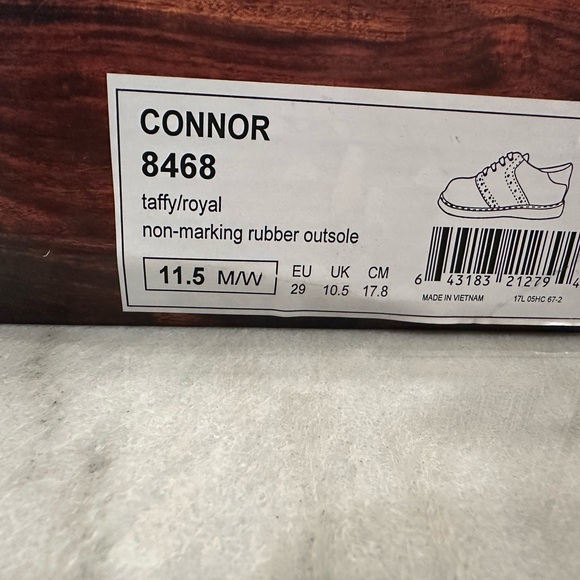 CONNOR
8468
taffy/royal
non-marking rubber outsole
11.5 M/W
EU UK CM
29 10.5 17.8
6 43183 21279 4
MADE IN VIETNAM 17L 05HC 67-2